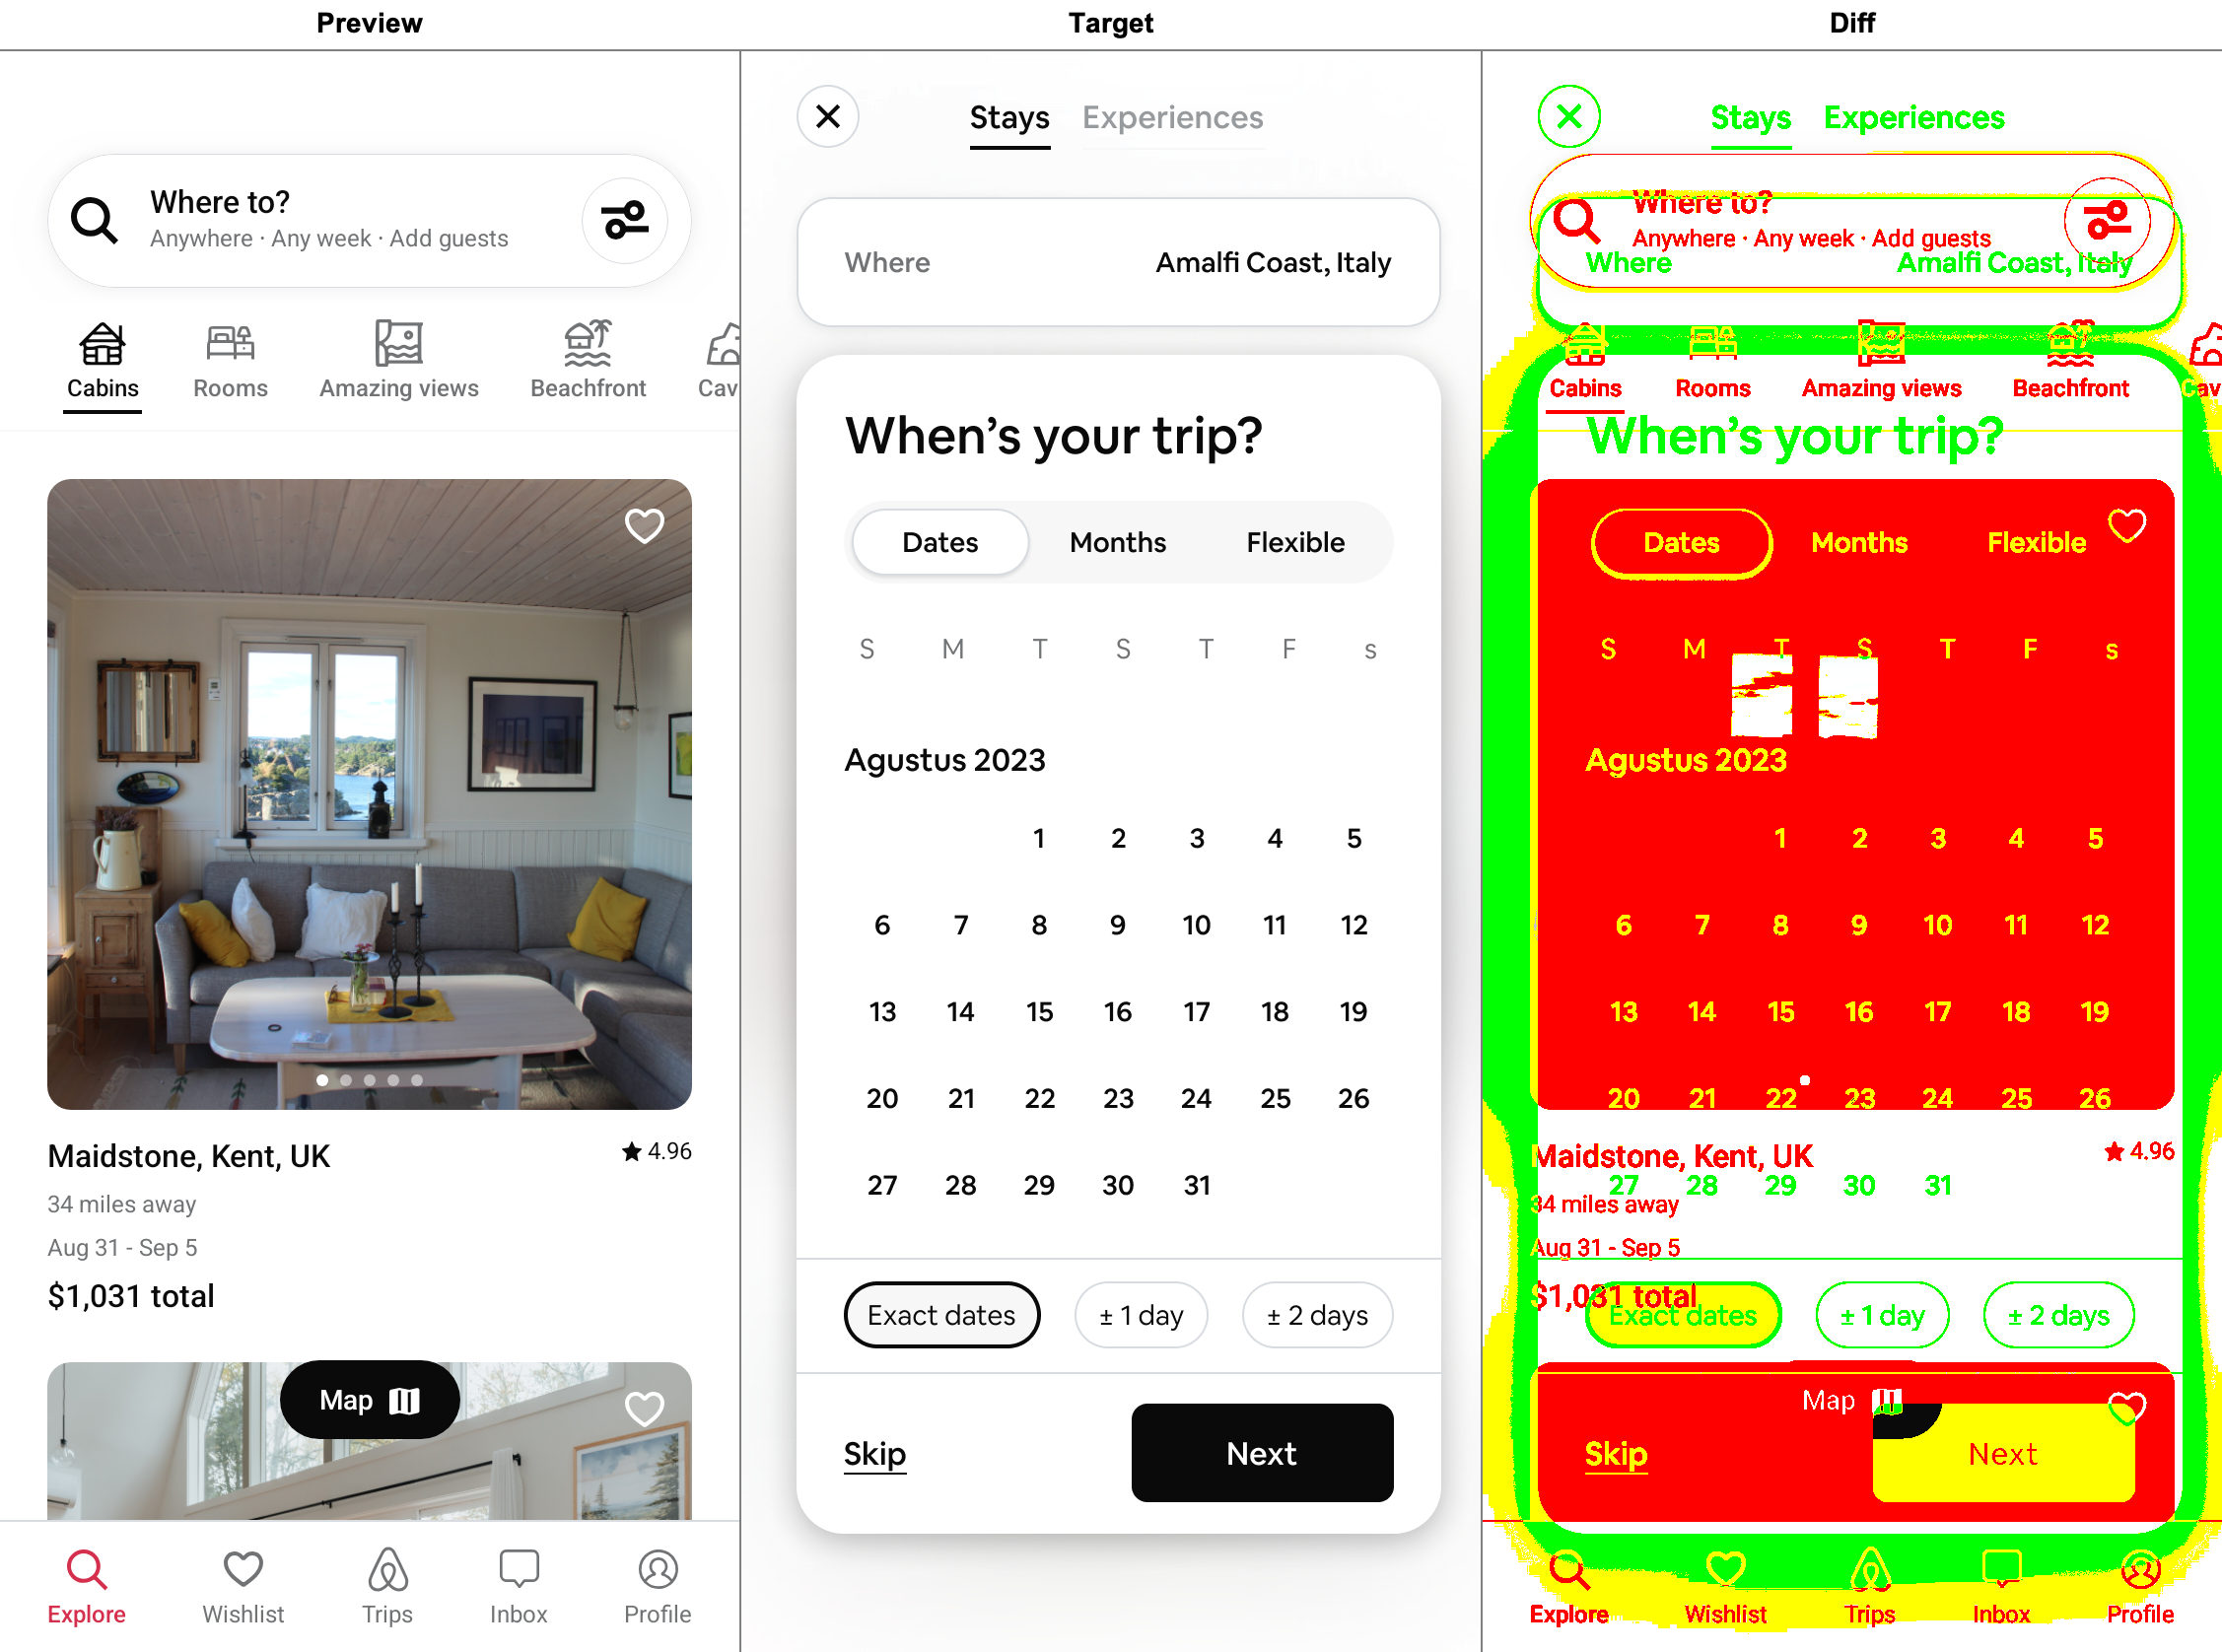 Preview
Where to?
Anywhere · Any week · Add guests
Cabins
Rooms
Amazing views
Beachfront
Cav
Maidstone, Kent, UK
4.96
34 miles away
Aug 31 - Sep 5
$1,031 total
Map
Explore
Wishlist
Trips
Inbox
Profile
Target
Stays
Experiences
Where
Amalfi Coast, Italy
When’s your trip?
Dates
Months
Flexible
S M T S T F s
Agustus 2023
1 2 3 4 5
6 7 8 9 10 11 12
13 14 15 16 17 18 19
20 21 22 23 24 25 26
27 28 29 30 31
Exact dates
± 1 day
± 2 days
Skip
Next
Diff
Stays
Experiences
Where to?
Anywhere · Any week · Add guests
Where
Amalfi Coast, Italy
Cabins
Rooms
Amazing views
Beachfront
Cav
When’s your trip?
Dates
Months
Flexible
S M T S T F s
Agustus 2023
1 2 3 4 5
6 7 8 9 10 11 12
13 14 15 16 17 18 19
20 21 22 23 24 25 26
Maidstone, Kent, UK
4.96
27 28 29 30 31
34 miles away
Aug 31 - Sep 5
$1,031 total
Exact dates
± 1 day
± 2 days
Map
Skip
Next
Explore
Wishlist
Trips
Inbox
Profile